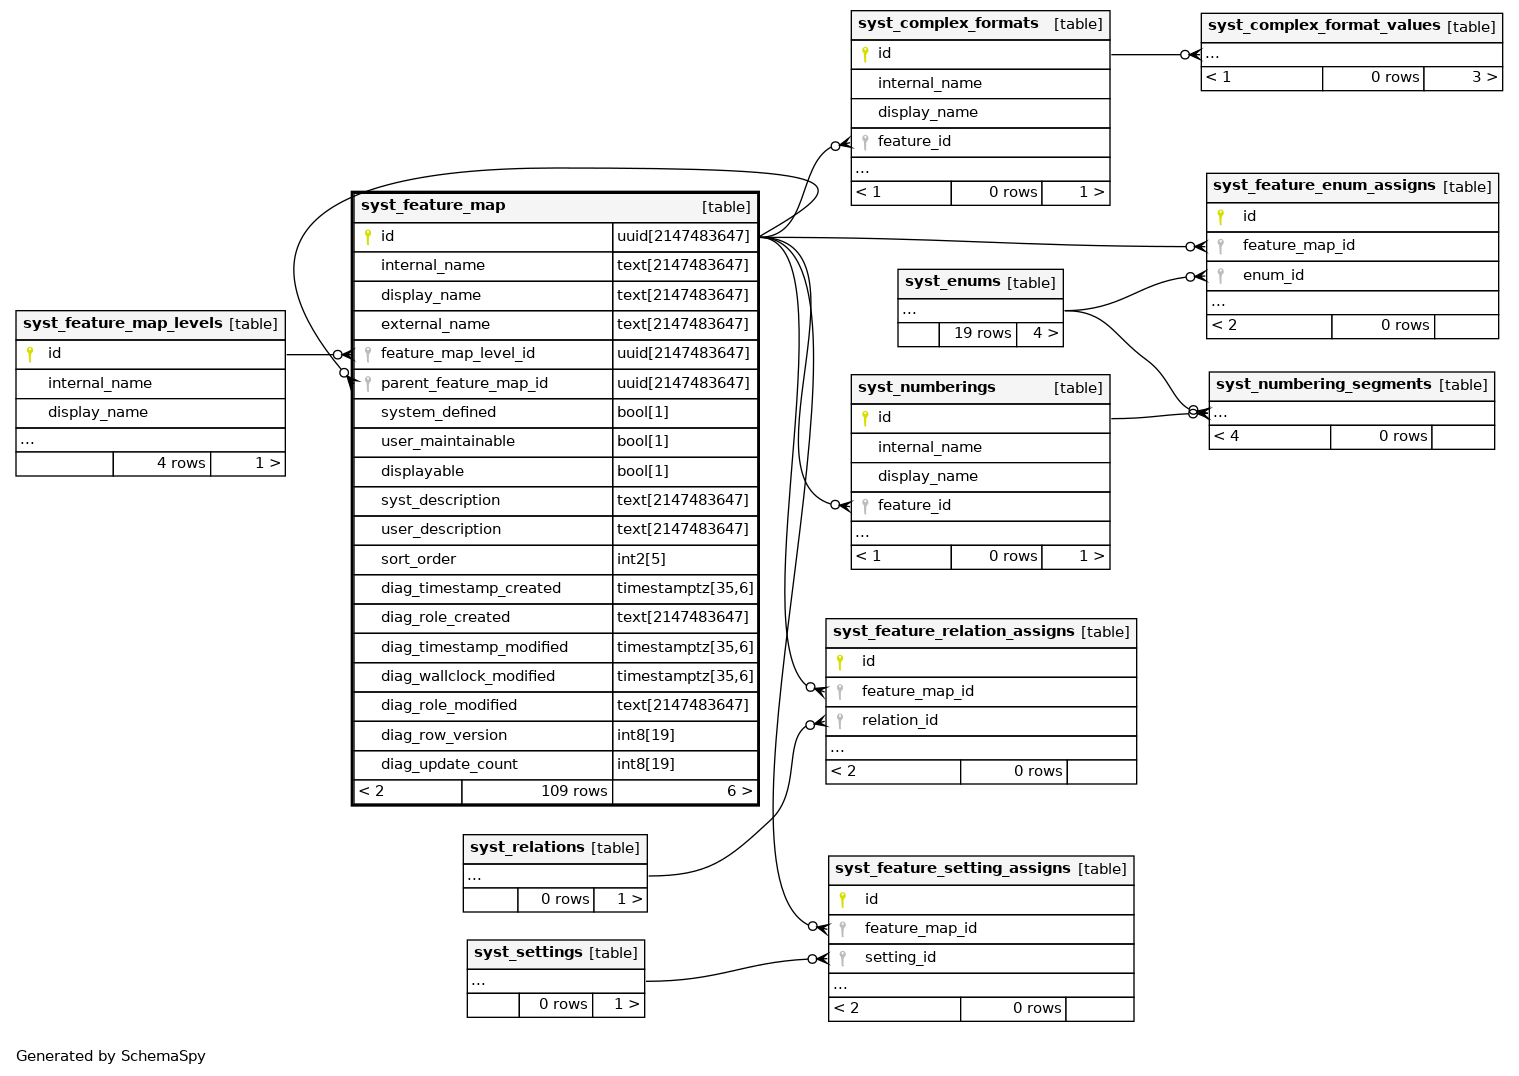 syst_complex_formats [table]
id
internal_name
display_name
feature_id
...
< 1 0 rows 1 >
syst_complex_format_values [table]
...
< 1 0 rows 3 >
syst_feature_map [table]
id uuid[2147483647]
internal_name text[2147483647]
display_name text[2147483647]
external_name text[2147483647]
feature_map_level_id uuid[2147483647]
parent_feature_map_id uuid[2147483647]
system_defined bool[1]
user_maintainable bool[1]
displayable bool[1]
syst_description text[2147483647]
user_description text[2147483647]
sort_order int2[5]
diag_timestamp_created timestamptz[35,6]
diag_role_created text[2147483647]
diag_timestamp_modified timestamptz[35,6]
diag_wallclock_modified timestamptz[35,6]
diag_role_modified text[2147483647]
diag_row_version int8[19]
diag_update_count int8[19]
< 2 109 rows 6 >
syst_feature_enum_assigns [table]
id
feature_map_id
enum_id
...
< 2 0 rows
syst_enums [table]
...
19 rows 4 >
syst_feature_map_levels [table]
id
internal_name
display_name
...
4 rows 1 >
syst_numberings [table]
id
internal_name
display_name
feature_id
...
< 1 0 rows 1 >
syst_numbering_segments [table]
...
< 4 0 rows
syst_feature_relation_assigns [table]
id
feature_map_id
relation_id
...
< 2 0 rows
syst_relations [table]
...
0 rows 1 >
syst_feature_setting_assigns [table]
id
feature_map_id
setting_id
...
< 2 0 rows
syst_settings [table]
...
0 rows 1 >
Generated by SchemaSpy